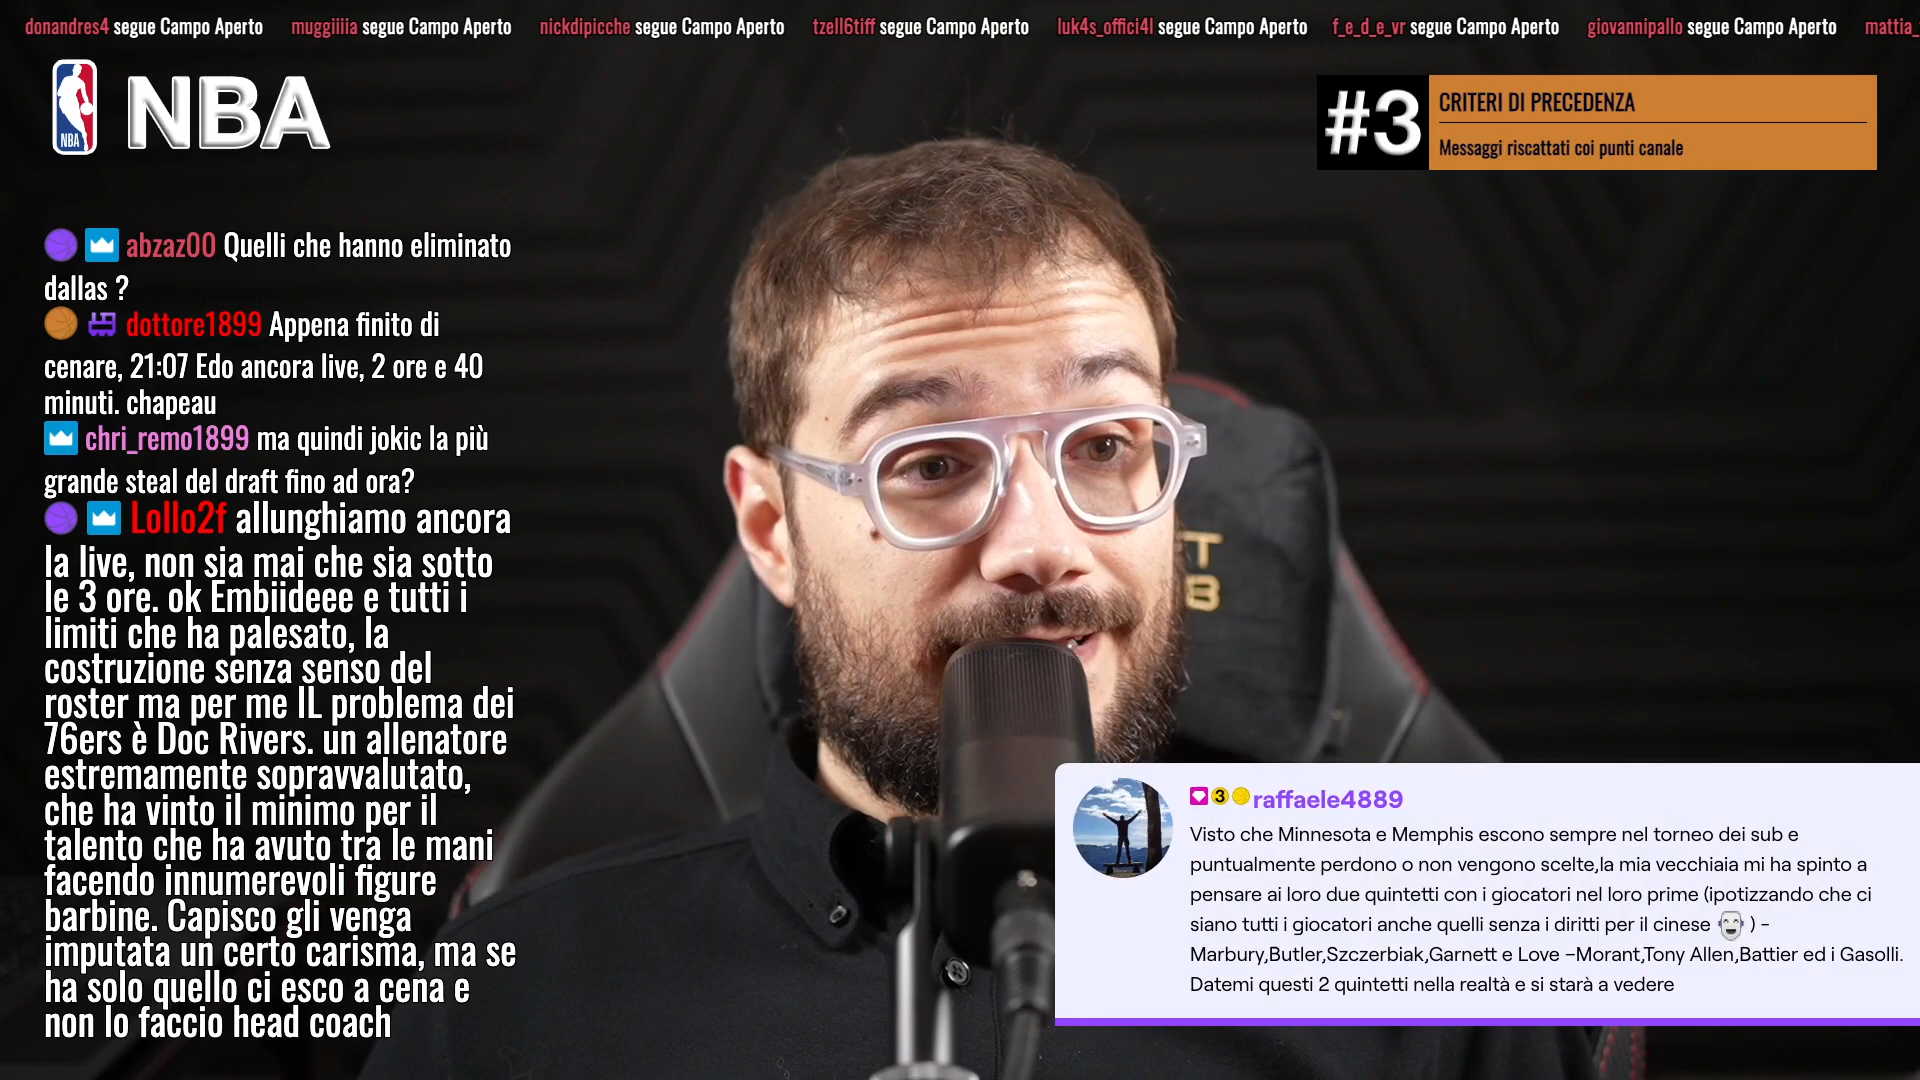 donandres4 segue Campo Aperto muggiiiia segue Campo Aperto nickdipicche segue Campo Aperto tzell6tiff segue Campo Aperto luk4s_offici4l segue Campo Aperto f_e_d_e_vr segue Campo Aperto giovannipallo segue Campo Aperto mattia_
NBA
NBA
#3
CRITERI DI PRECEDENZA
Messaggi riscattati coi punti canale
abzaz00 Quelli che hanno eliminato
dallas ?
dottore1899 Appena finito di
cenare, 21:07 Edo ancora live, 2 ore e 40
minuti. chapeau
chri_remo1899 ma quindi jokic la più
grande steal del draft fino ad ora?
Lollo2f allunghiamo ancora
la live, non sia mai che sia sotto
le 3 ore. ok Embiideee e tutti i
limiti che ha palesato, la
costruzione senza senso del
roster ma per me IL problema dei
76ers è Doc Rivers. un allenatore
estremamente sopravvalutato,
che ha vinto il minimo per il
talento che ha avuto tra le mani
facendo innumerevoli figure
barbine. Capisco gli venga
imputata un certo carisma, ma se
ha solo quello ci esco a cena e
non lo faccio head coach
T
8
3 raffaele4889
Visto che Minnesota e Memphis escono sempre nel torneo dei sub e
puntualmente perdono o non vengono scelte,la mia vecchiaia mi ha spinto a
pensare ai loro due quintetti con i giocatori nel loro prime (ipotizzando che ci
siano tutti i giocatori anche quelli senza i diritti per il cinese ) -
Marbury,Butler,Szczerbiak,Garnett e Love –Morant,Tony Allen,Battier ed i Gasolli.
Datemi questi 2 quintetti nella realtà e si starà a vedere